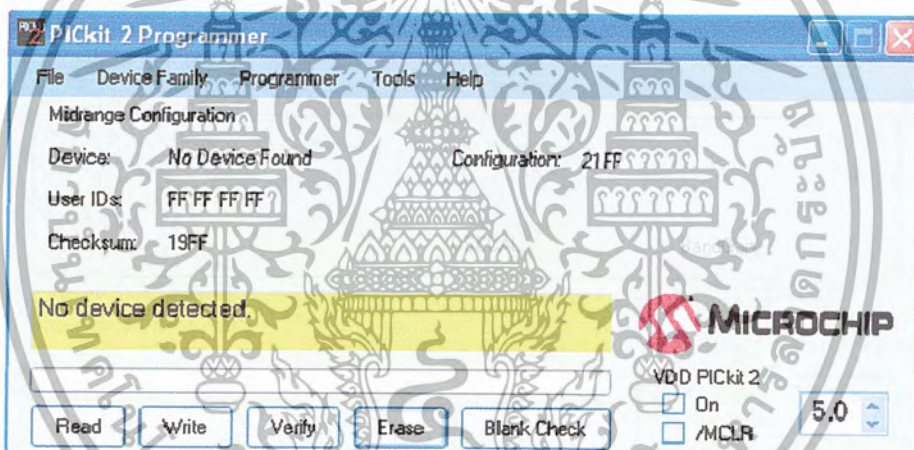 PICkit 2 Programmer
File Device Family Programmer Tools Help
Midrange Configuration
Device: No Device Found Configuration: 21FF
User IDs: FF FF FF FF
Checksum: 19FF
No device detected.
MICROCHIP
VDD PICkit 2
On
/MCLR
5.0
Read Write Verify Erase Blank Check